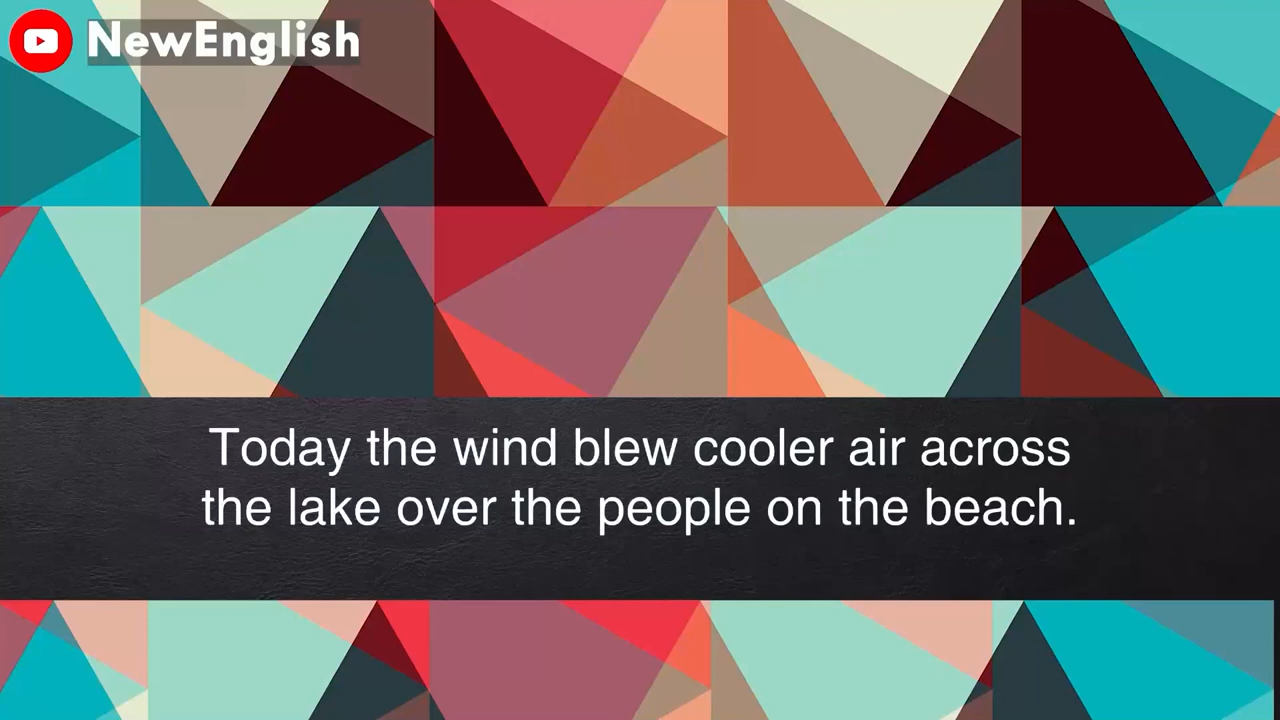 NewEnglish
Today the wind blew cooler air across
the lake over the people on the beach.